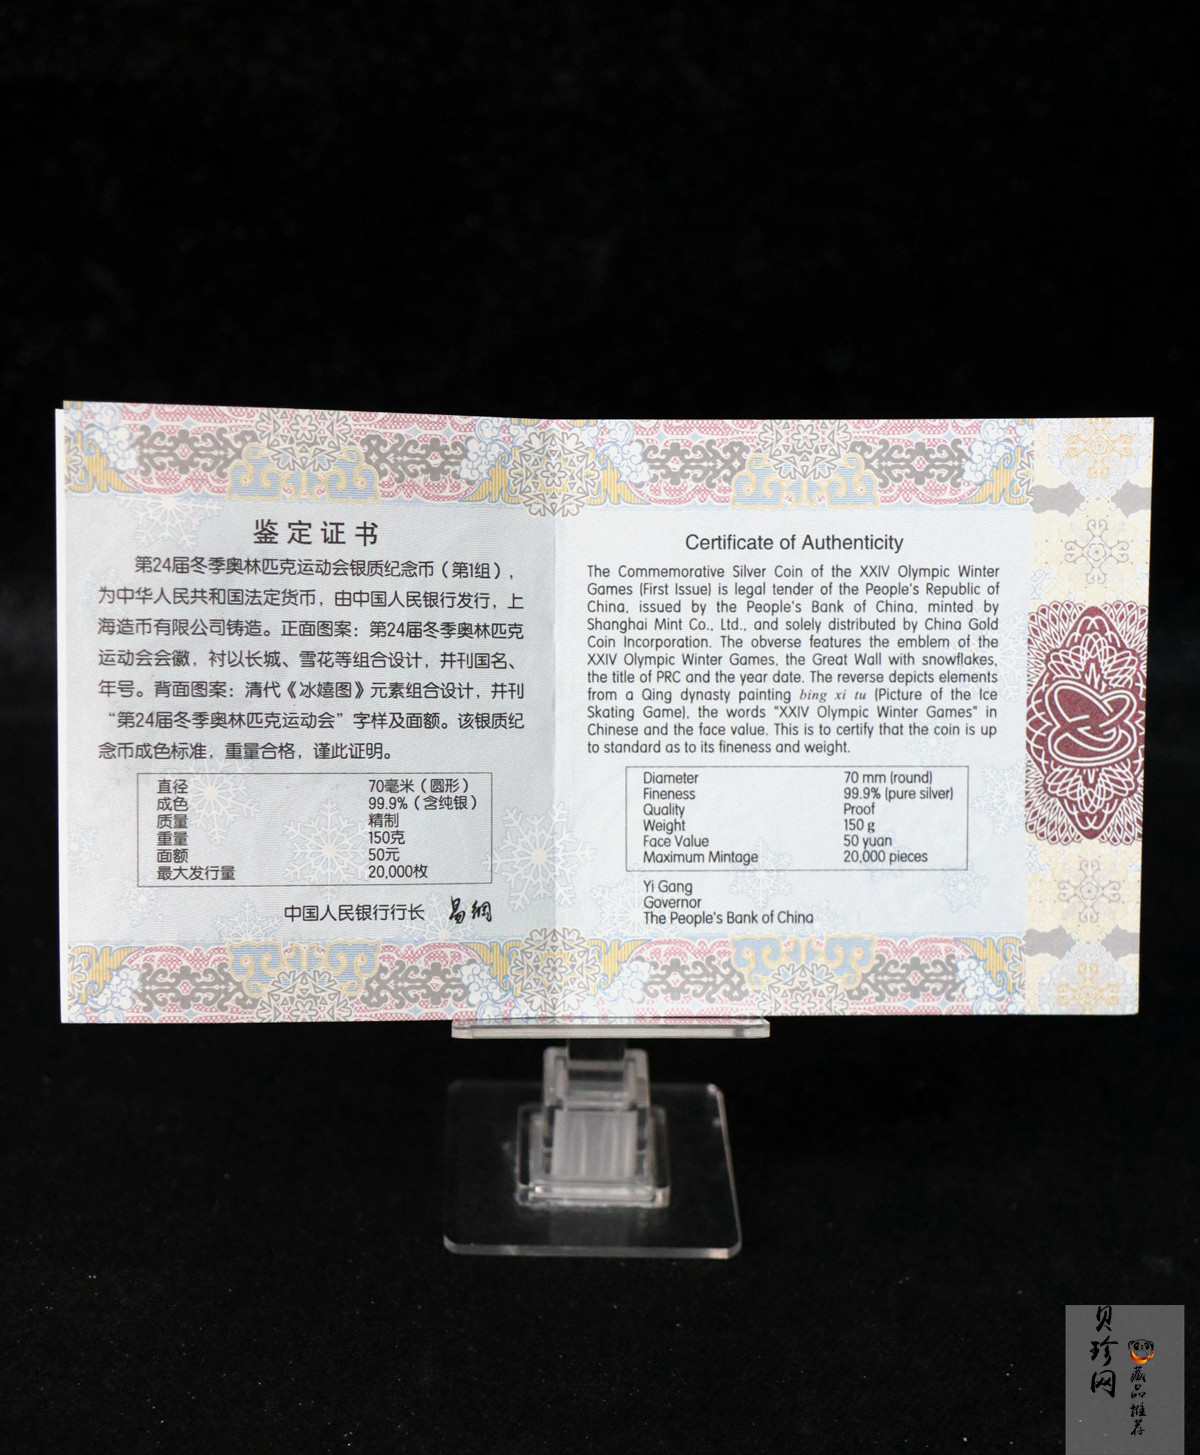 鉴定证书
第24届冬季奥林匹克运动会银质纪念币（第1组），
为中华人民共和国法定货币，由中国人民银行发行，上
海造币有限公司铸造。正面图案：第24届冬季奥林匹克
运动会会徽，衬以长城、雪花等组合设计，并刊国名、
年号。背面图案：清代《冰嬉图》元素组合设计，并刊
“第24届冬季奥林匹克运动会”字样及面额。该银质纪
念币成色标准，重量合格，谨此证明。
直径 70毫米（圆形）
成色 99.9%（含纯银）
质量 精制
重量 150克
面额 50元
最大发行量 20,000枚
中国人民银行行长 易纲
Certificate of Authenticity
The Commemorative Silver Coin of the XXIV Olympic Winter
Games (First Issue) is legal tender of the People's Republic of
China, issued by the People's Bank of China, minted by
Shanghai Mint Co., Ltd., and solely distributed by China Gold
Coin Incorporation. The obverse features the emblem of the
XXIV Olympic Winter Games, the Great Wall with snowflakes,
the title of PRC and the year date. The reverse depicts elements
from a Qing dynasty painting bing xi tu (Picture of the Ice
Skating Game), the words "XXIV Olympic Winter Games" in
Chinese and the face value. This is to certify that the coin is up
to standard as to its fineness and weight.
Diameter 70 mm (round)
Fineness 99.9% (pure silver)
Quality Proof
Weight 150 g
Face Value 50 yuan
Maximum Mintage 20,000 pieces
Yi Gang
Governor
The People's Bank of China
贝珍网
藏品推荐